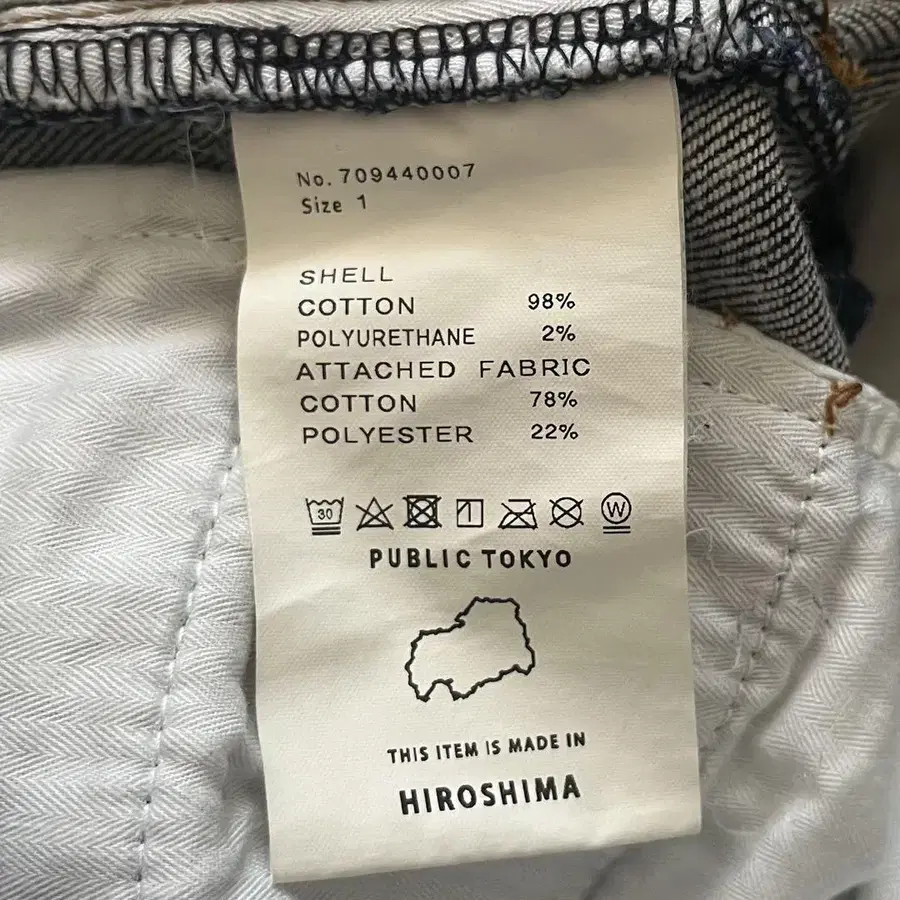 No. 709440007
Size 1
SHELL
COTTON 98%
POLYURETHANE 2%
ATTACHED FABRIC
COTTON 78%
POLYESTER 22%
30 W
PUBLIC TOKYO
THIS ITEM IS MADE IN
HIROSHIMA